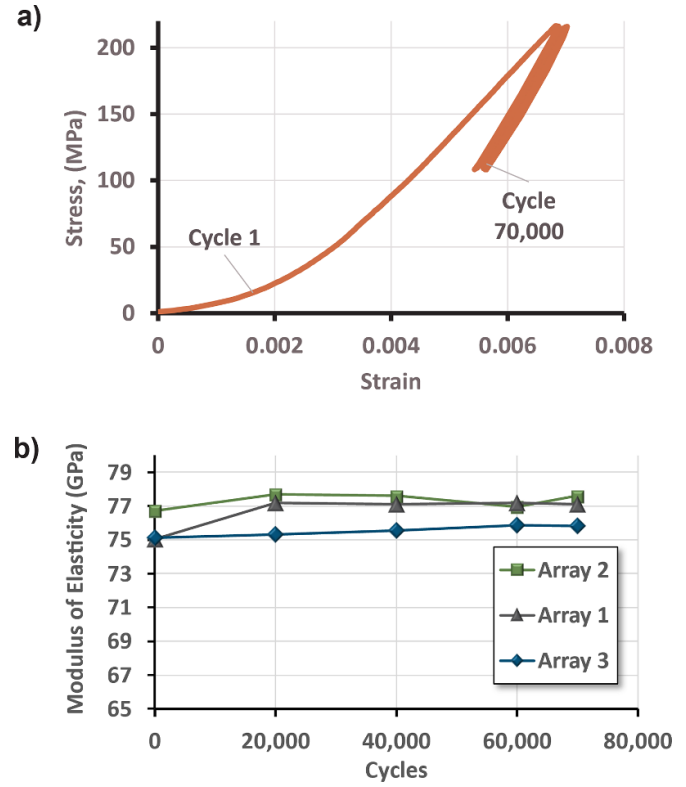 a)
Stress, (MPa)
200
150
100
50
0
Cycle 1
Cycle
70,000
0 0.002 0.004 0.006 0.008
Strain
b)
Modulus of Elasticity (GPa)
79
77
75
73
71
69
67
65
Array 2
Array 1
Array 3
0 20,000 40,000 60,000 80,000
Cycles